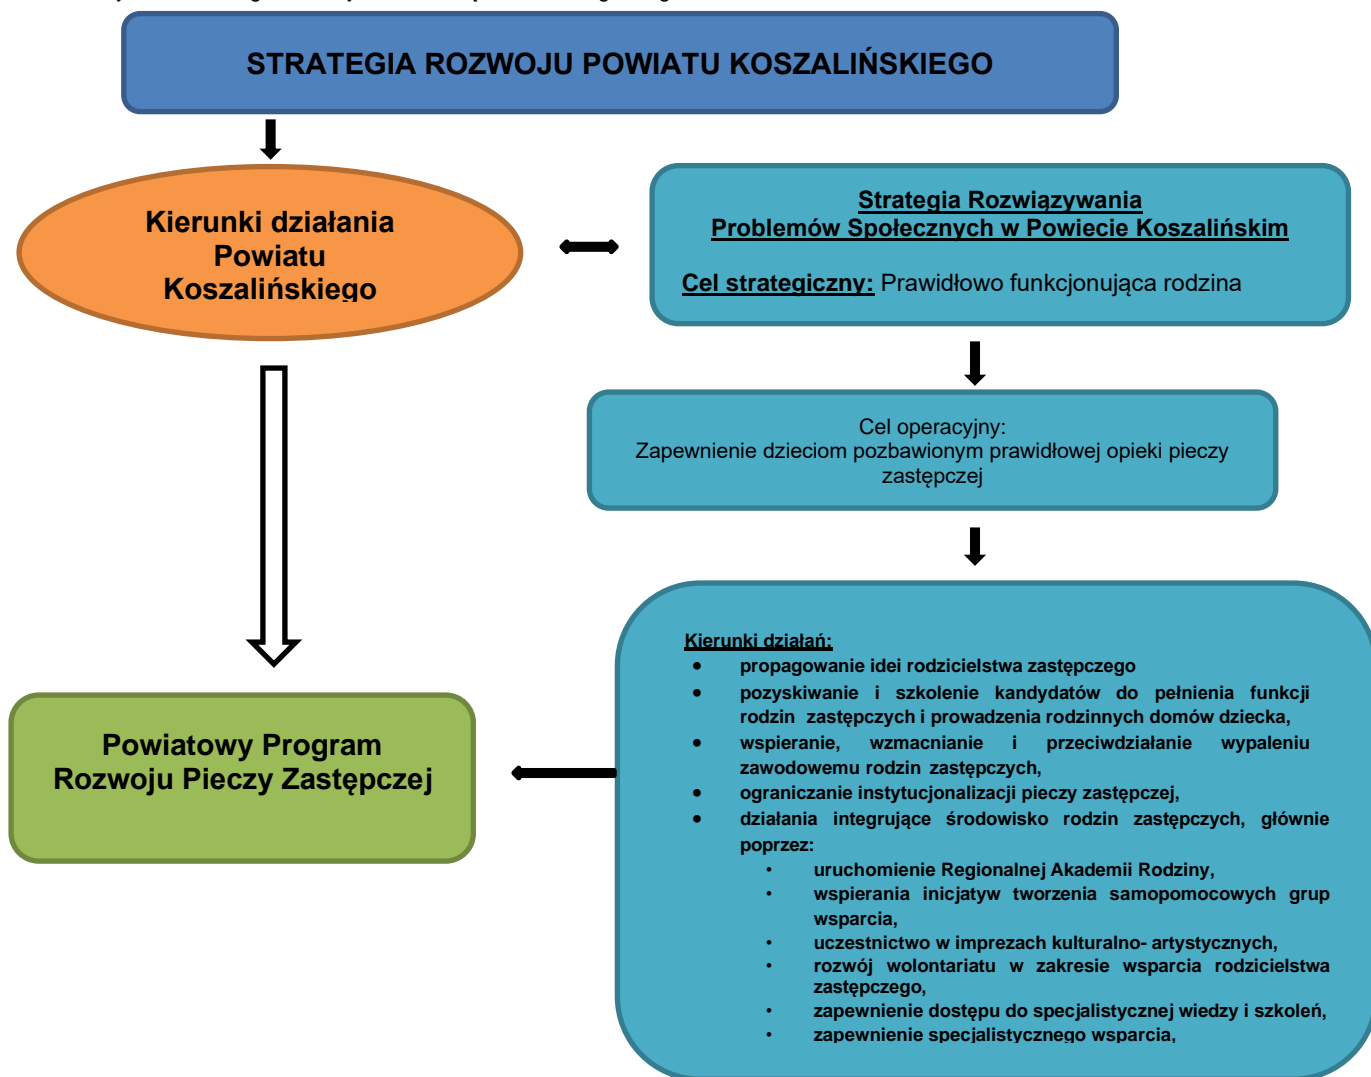 STRATEGIA ROZWOJU POWIATU KOSZALIŃSKIEGO
Kierunki działania
Powiatu
Koszalińskiego
Strategia Rozwiązywania
Problemów Społecznych w Powiecie Koszalińskim
Cel strategiczny: Prawidłowo funkcjonująca rodzina
Cel operacyjny:
Zapewnienie dzieciom pozbawionym prawidłowej opieki pieczy
zastępczej
Kierunki działań:
• propagowanie idei rodzicielstwa zastępczego
• pozyskiwanie i szkolenie kandydatów do pełnienia funkcji
rodzin zastępczych i prowadzenia rodzinnych domów dziecka,
• wspieranie, wzmacnianie i przeciwdziałanie wypaleniu
zawodowemu rodzin zastępczych,
• ograniczanie instytucjonalizacji pieczy zastępczej,
• działania integrujące środowisko rodzin zastępczych, głównie
poprzez:
• uruchomienie Regionalnej Akademii Rodziny,
• wspierania inicjatyw tworzenia samopomocowych grup
wsparcia,
• uczestnictwo w imprezach kulturalno- artystycznych,
• rozwój wolontariatu w zakresie wsparcia rodzicielstwa
zastępczego,
• zapewnienie dostępu do specjalistycznej wiedzy i szkoleń,
• zapewnienie specjalistycznego wsparcia,
Powiatowy Program
Rozwoju Pieczy Zastępczej